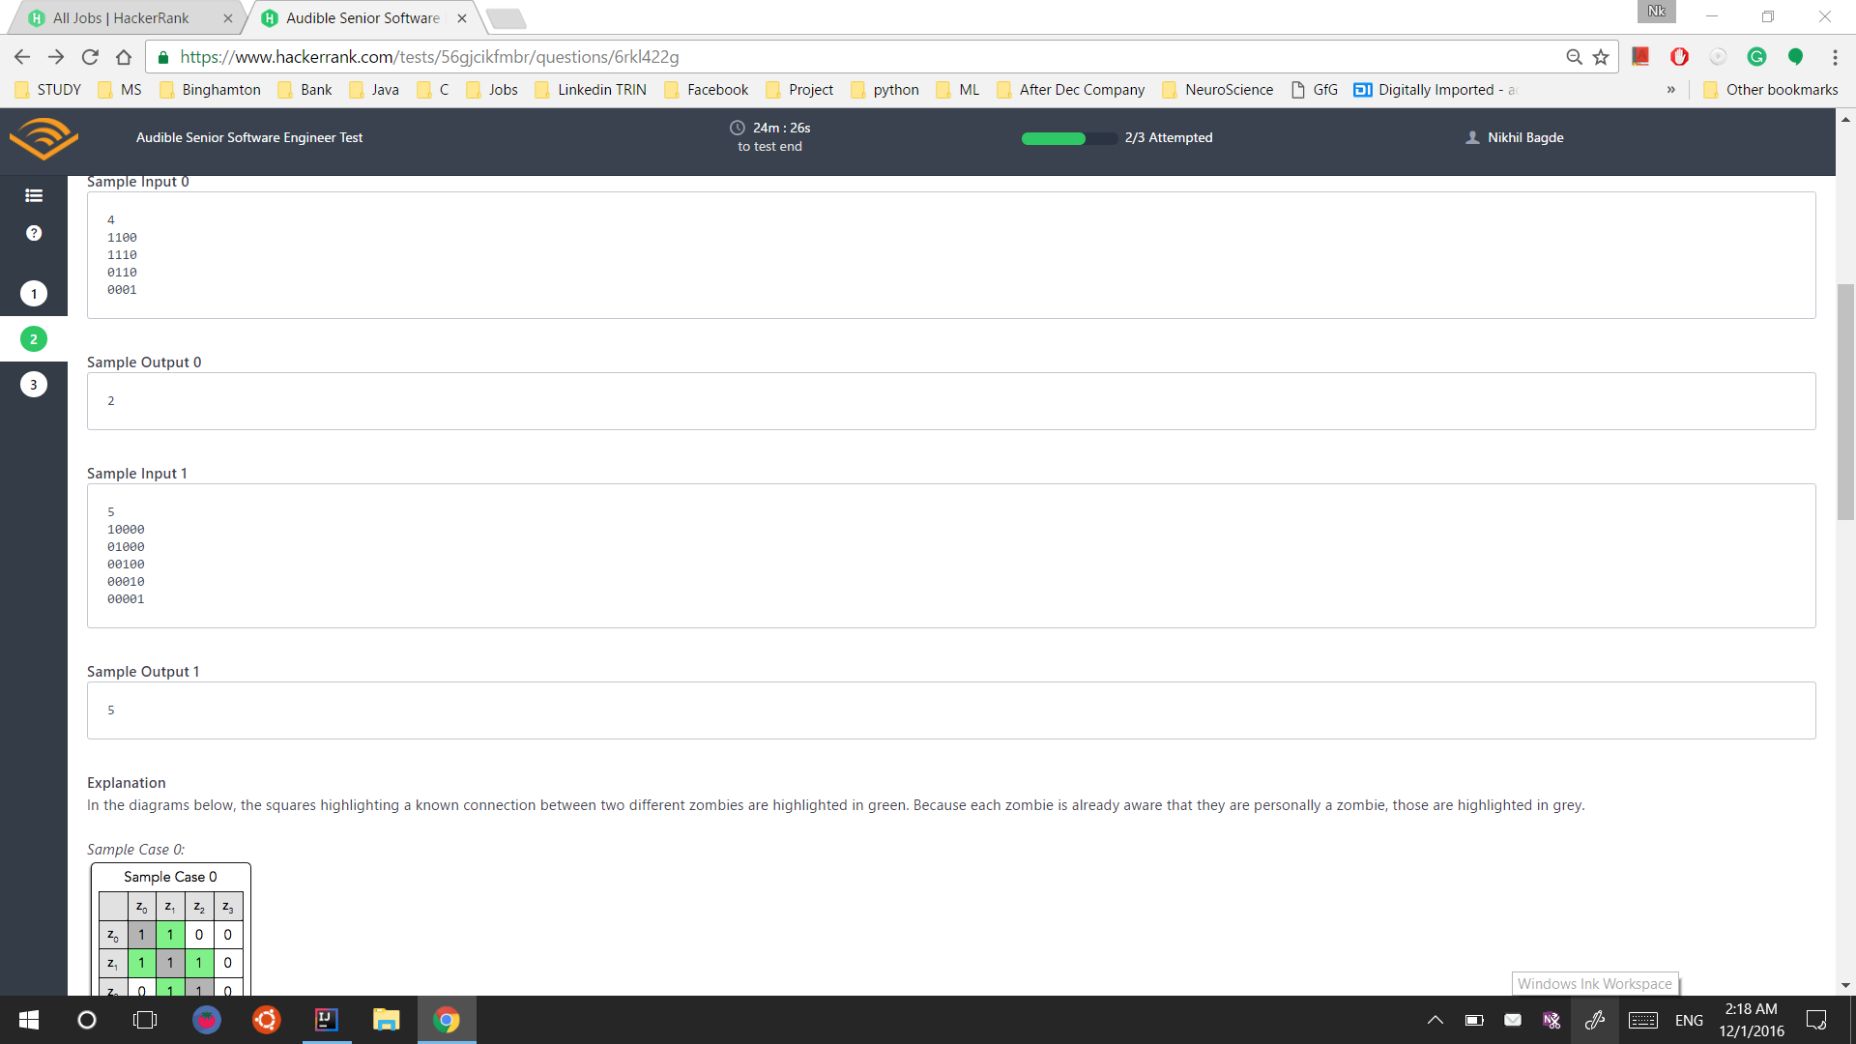 All Jobs | HackerRank
Audible Senior Software
Nk
https://www.hackerrank.com/tests/56gjcikfmbr/questions/6rkl422g
STUDY MS Binghamton Bank Java C Jobs Linkedin TRIN Facebook Project python ML After Dec Company NeuroScience GfG Digitally Imported - » Other bookmarks
Audible Senior Software Engineer Test
24m : 26s
to test end
2/3 Attempted
Nikhil Bagde
1
2
3
Sample Input 0
4
1100
1110
0110
0001
Sample Output 0
2
Sample Input 1
5
10000
01000
00100
00010
00001
Sample Output 1
5
Explanation
In the diagrams below, the squares highlighting a known connection between two different zombies are highlighted in green. Because each zombie is already aware that they are personally a zombie, those are highlighted in grey.
Sample Case 0:
Sample Case 0
z0 z1 z2 z3
z0 1 1 0 0
z1 1 1 1 0
0 1 1 0
Windows Ink Workspace
ENG
2:18 AM
12/1/2016